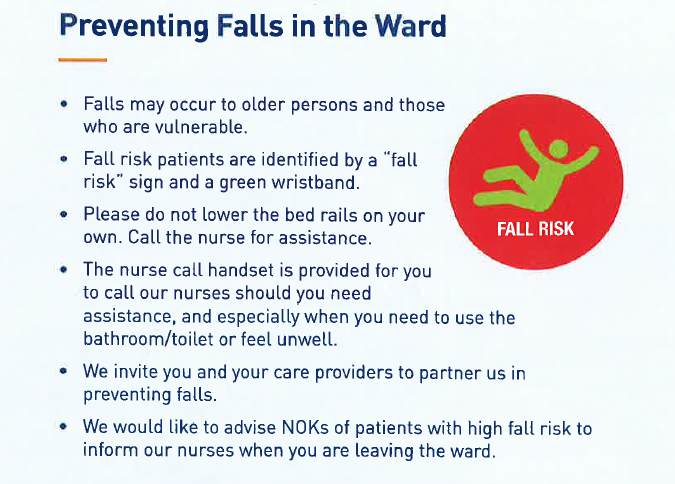 Preventing Falls in the Ward
• Falls may occur to older persons and those
who are vulnerable.
• Fall risk patients are identified by a "fall
risk" sign and a green wristband.
• Please do not lower the bed rails on your
own. Call the nurse for assistance.
• The nurse call handset is provided for you
to call our nurses should you need
assistance, and especially when you need to use the
bathroom/toilet or feel unwell.
• We invite you and your care providers to partner us in
preventing falls.
• We would like to advise NOKs of patients with high fall risk to
inform our nurses when you are leaving the ward.
FALL RISK